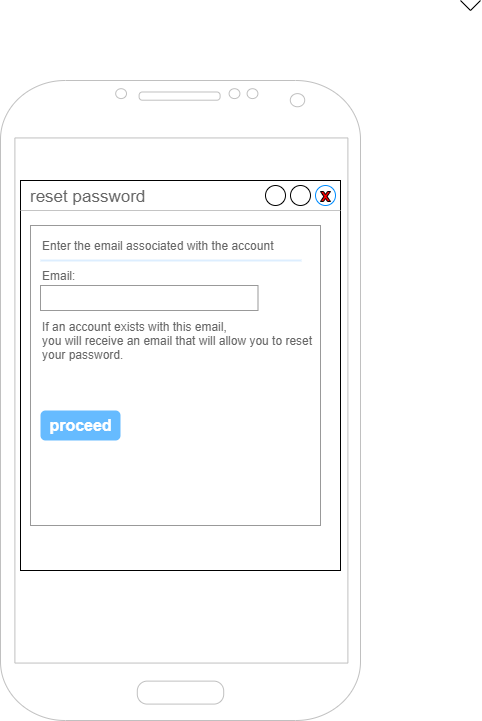 reset password
X
Enter the email associated with the account
Email:
If an account exists with this email,
you will receive an email that will allow you to reset
your password.
proceed